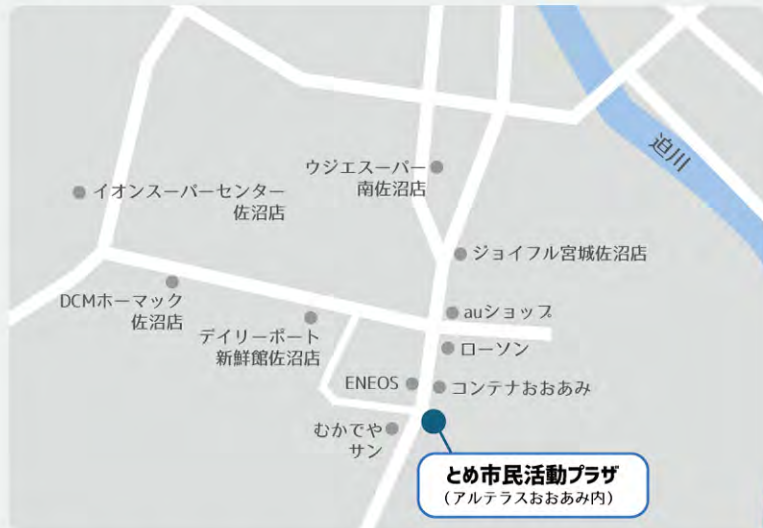 迫川
ウジエスーパー
南佐沼店
イオンスーパーセンター
佐沼店
ジョイフル宮城佐沼店
DCMホーマック
佐沼店
auショップ
デイリーポート
新鮮館佐沼店
ローソン
ENEOS
コンテナおおあみ
むかでや
サン
とめ市民活動プラザ
（アルテラスおおあみ内）